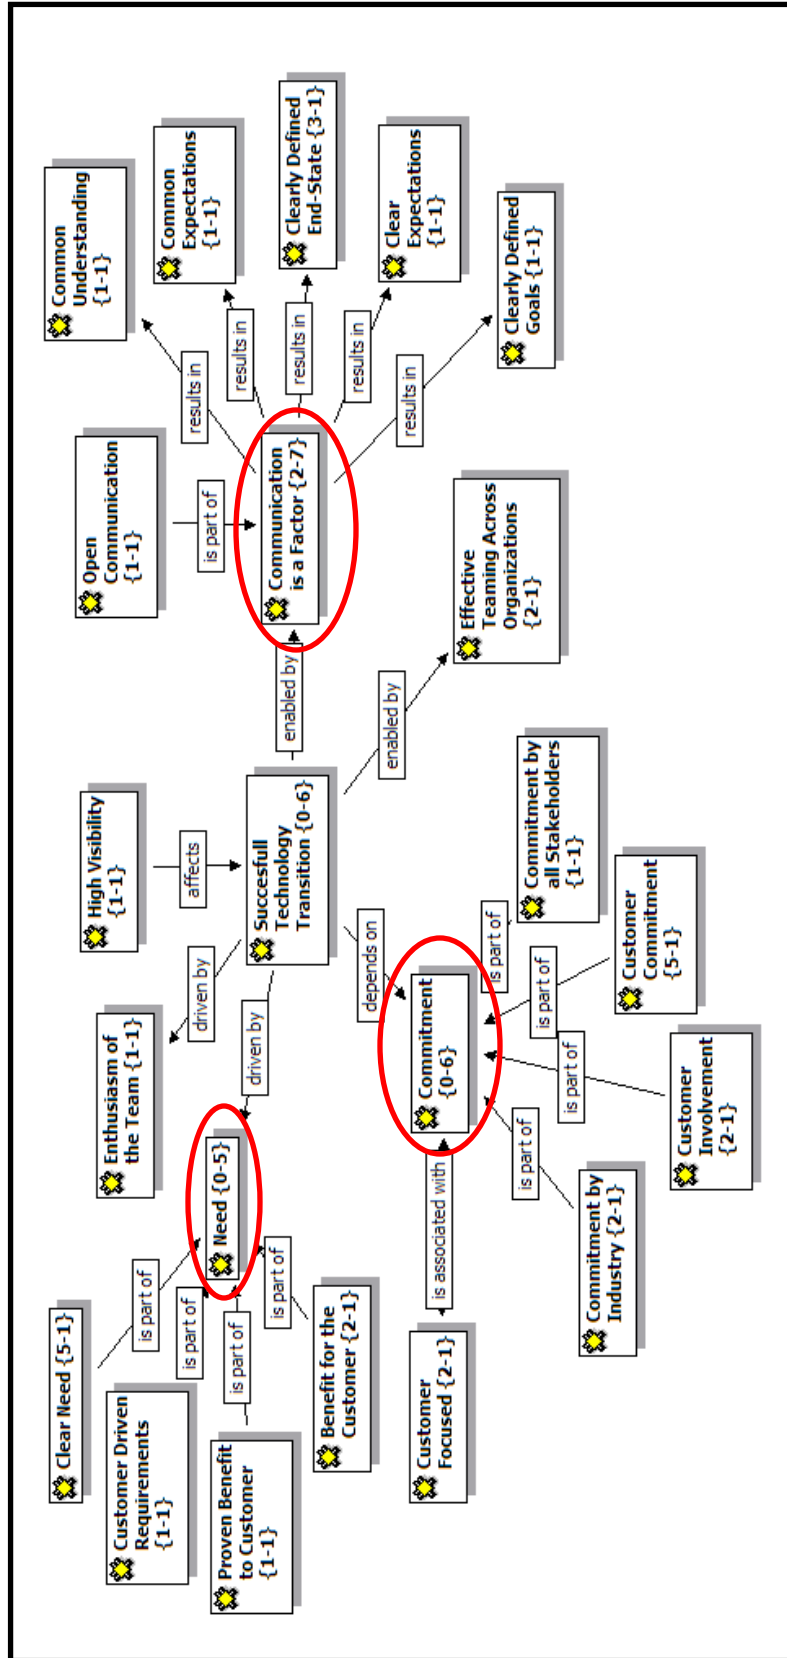 Clear Need {5-1}
Customer Driven
Requirements
{1-1}
Proven Benefit
to Customer
{1-1}
Benefit for the
Customer {2-1}
Customer
Focused {2-1}
is part of
is part of
is part of
is part of
is associated with
Need {0-5}
Enthusiasm of
the Team {1-1}
Commitment by
Industry {2-1}
Customer
Involvement
{2-1}
Customer
Commitment
{5-1}
Commitment by
all Stakeholders
{1-1}
is part of
is part of
is part of
is part of
Commitment
{0-6}
driven by
driven by
depends on
High Visibility
{1-1}
affects
Succesfull
Technology
Transition {0-6}
enabled by
enabled by
Effective
Teaming Across
Organizations
{2-1}
Open
Communication
{1-1}
is part of
Communication
is a Factor {2-7}
results in
results in
results in
results in
results in
Common
Understanding
{1-1}
Common
Expectations
{1-1}
Clearly Defined
End-State {3-1}
Clear
Expectations
{1-1}
Clearly Defined
Goals {1-1}